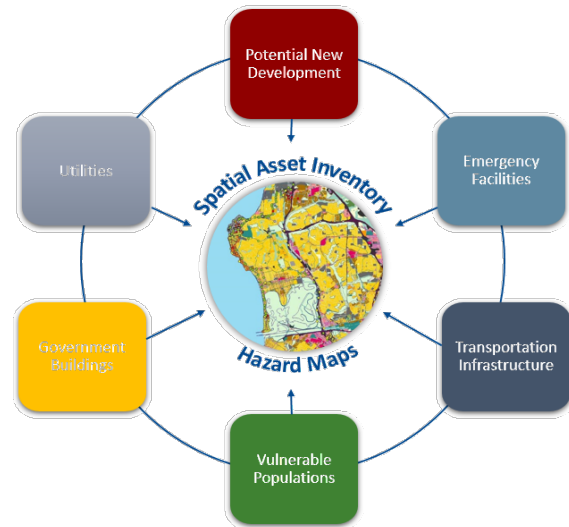 Potential New
Development
Utilities
Emergency
Facilities
Spatial Asset Inventory
Government
Buildings
Transportation
Infrastructure
Hazard Maps
Vulnerable
Populations